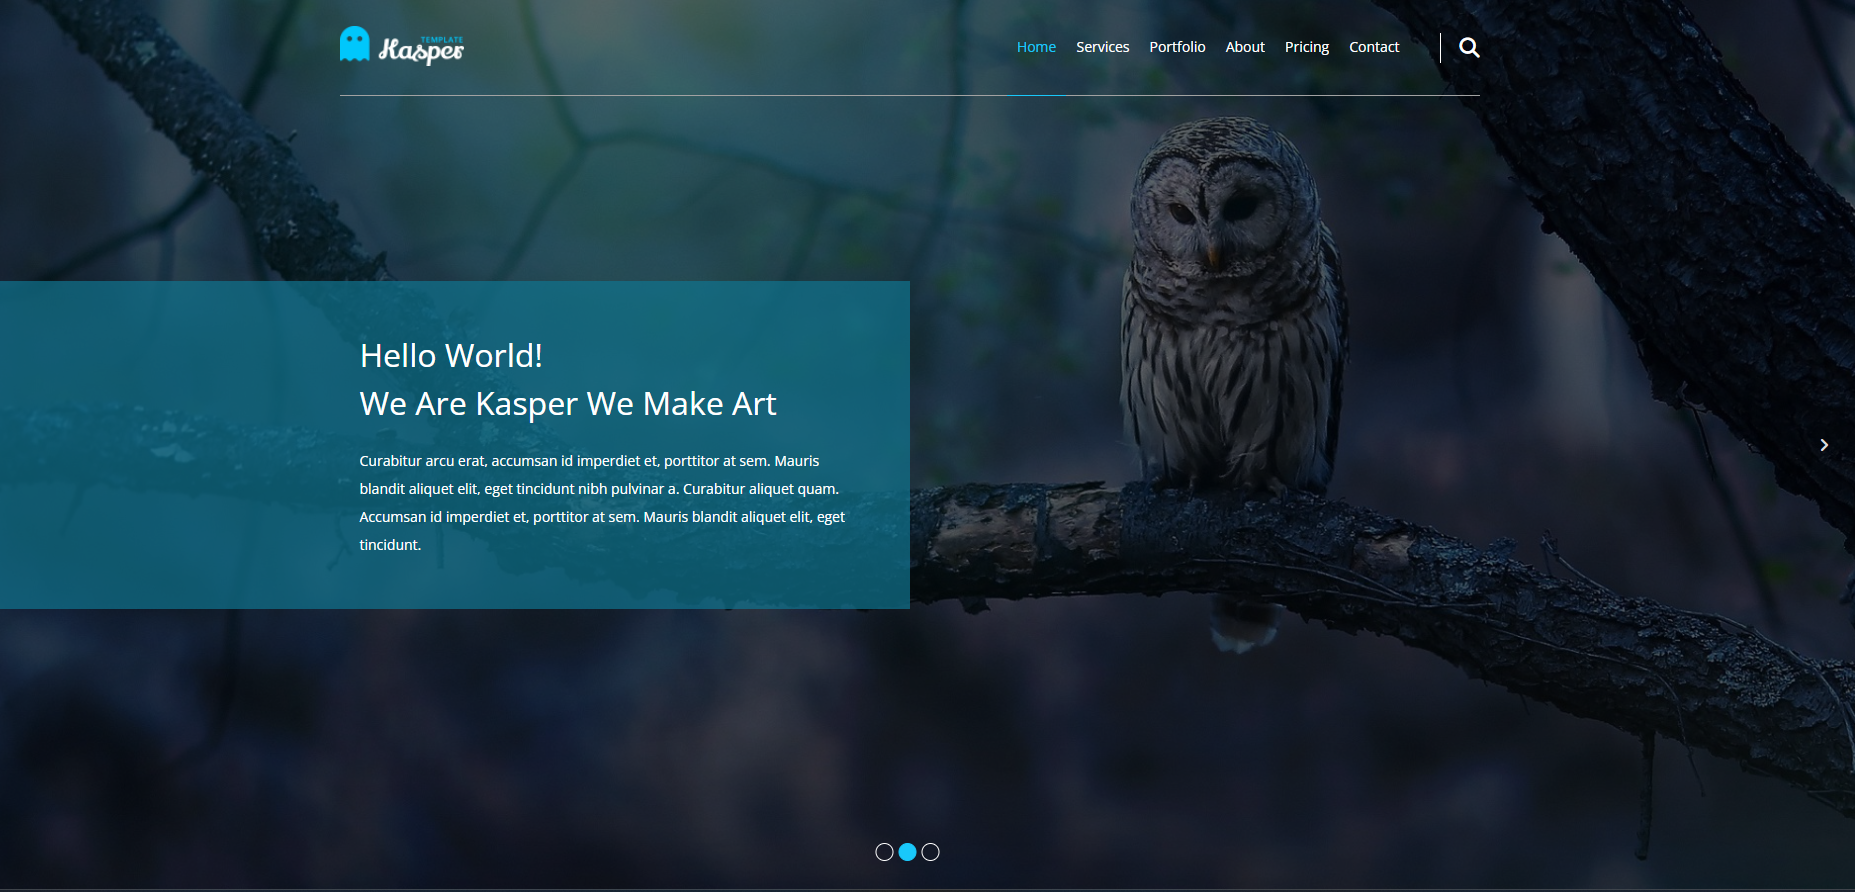 TEMPLATE
Kasper
Home Services Portfolio About Pricing Contact
Hello World!
We Are Kasper We Make Art
Curabitur arcu erat, accumsan id imperdiet et, porttitor at sem. Mauris
blandit aliquet elit, eget tincidunt nibh pulvinar a. Curabitur aliquet quam.
Accumsan id imperdiet et, porttitor at sem. Mauris blandit aliquet elit, eget
tincidunt.